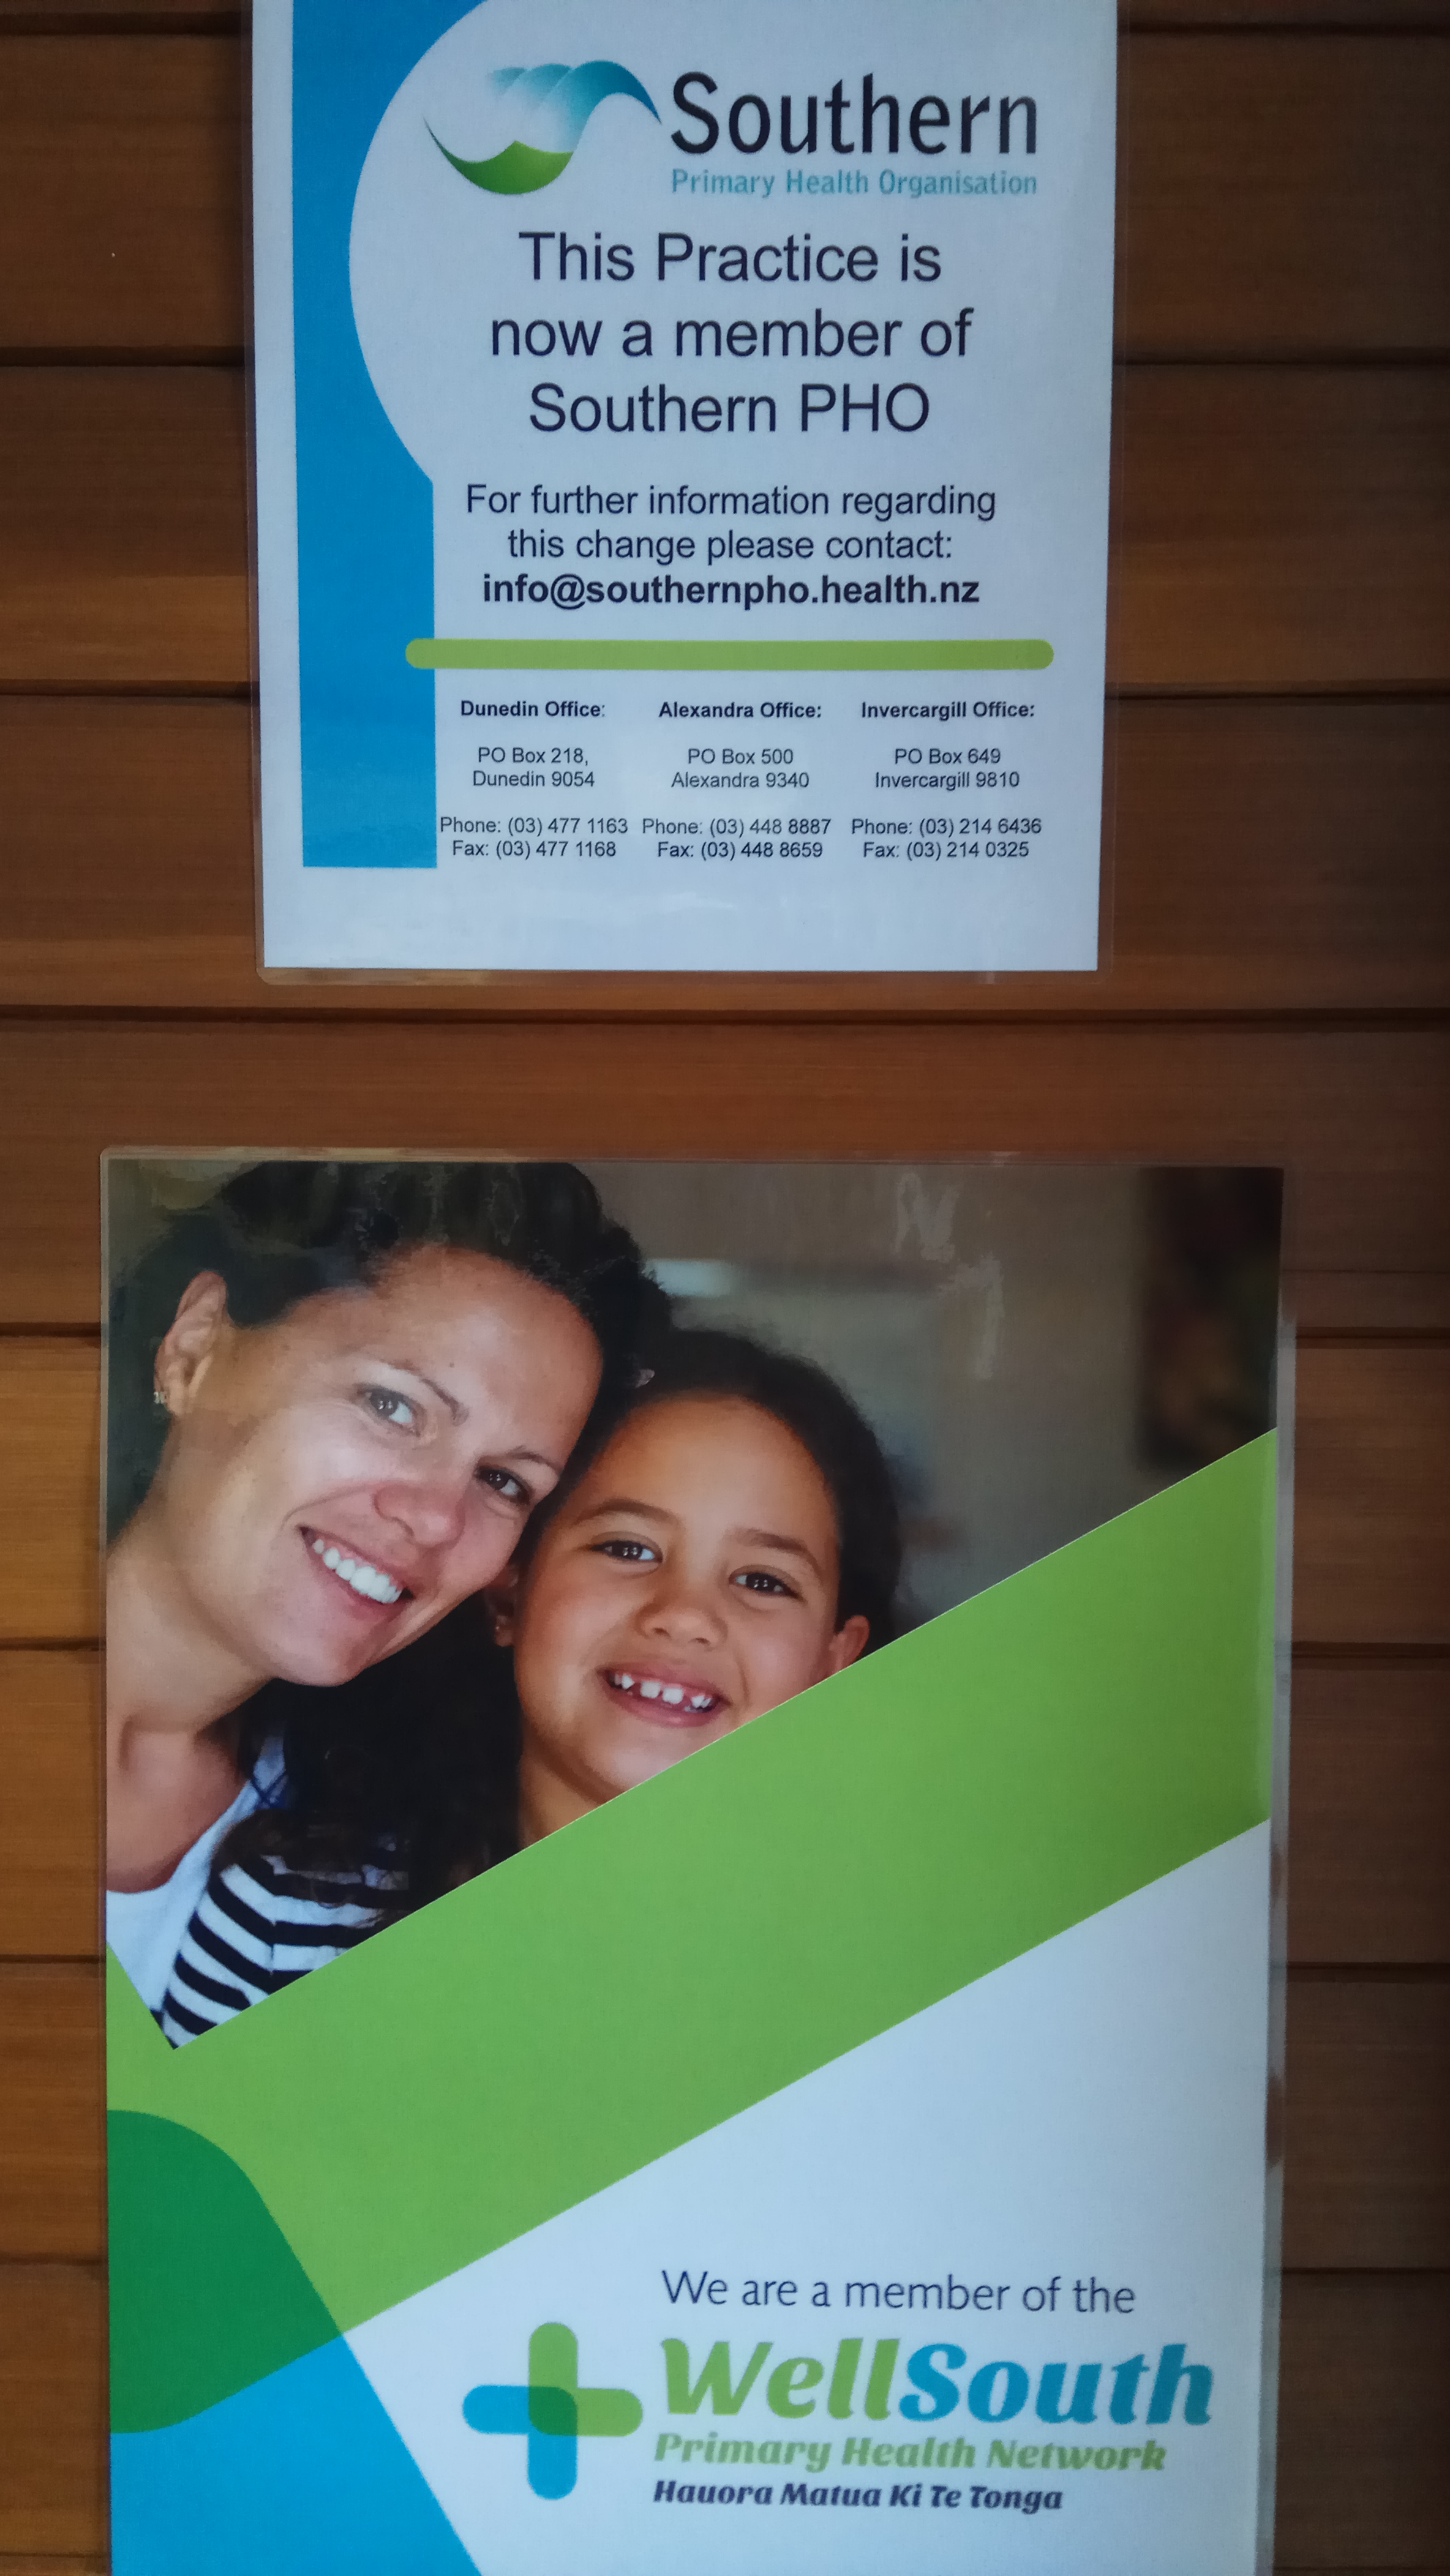 Southern
Primary Health Organisation
This Practice is
now a member of
Southern PHO
For further information regarding
this change please contact:
info@southernpho.health.nz
Dunedin Office:
PO Box 218,
Dunedin 9054
Phone: (03) 477 1163
Fax: (03) 477 1168
Alexandra Office:
PO Box 500
Alexandra 9340
Phone: (03) 448 8887
Fax: (03) 448 8659
Invercargill Office:
PO Box 649
Invercargill 9810
Phone: (03) 214 6436
Fax: (03) 214 0325
We are a member of the
WellSouth
Primary Health Network
Hauora Matua Ki Te Tonga